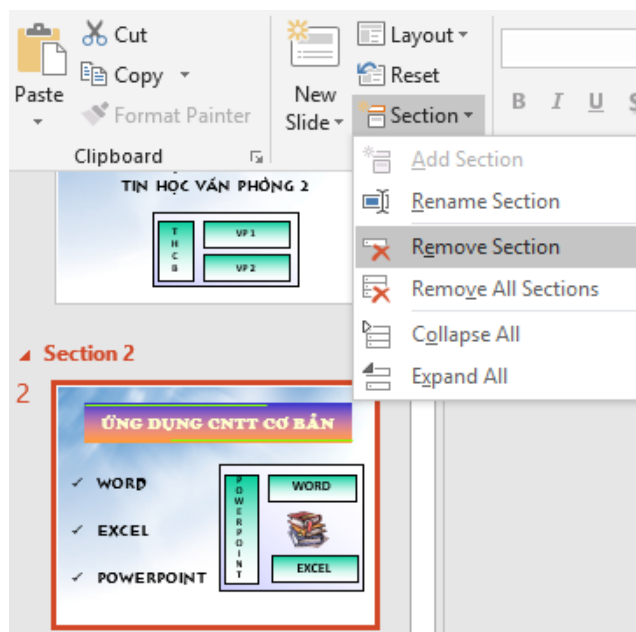 Cut
Copy
Paste
Format Painter
Clipboard
New
Slide
Layout
Reset
Section
B I U
Add Section
Rename Section
Remove Section
Remove All Sections
Collapse All
Expand All
TIN HỌC VĂN PHÒNG 2
THCB
VP 1
VP 2
Section 2
2
ỨNG DỤNG CNTT CƠ BẢN
WORD
EXCEL
POWERPOINT
POWERPOINT
WORD
EXCEL